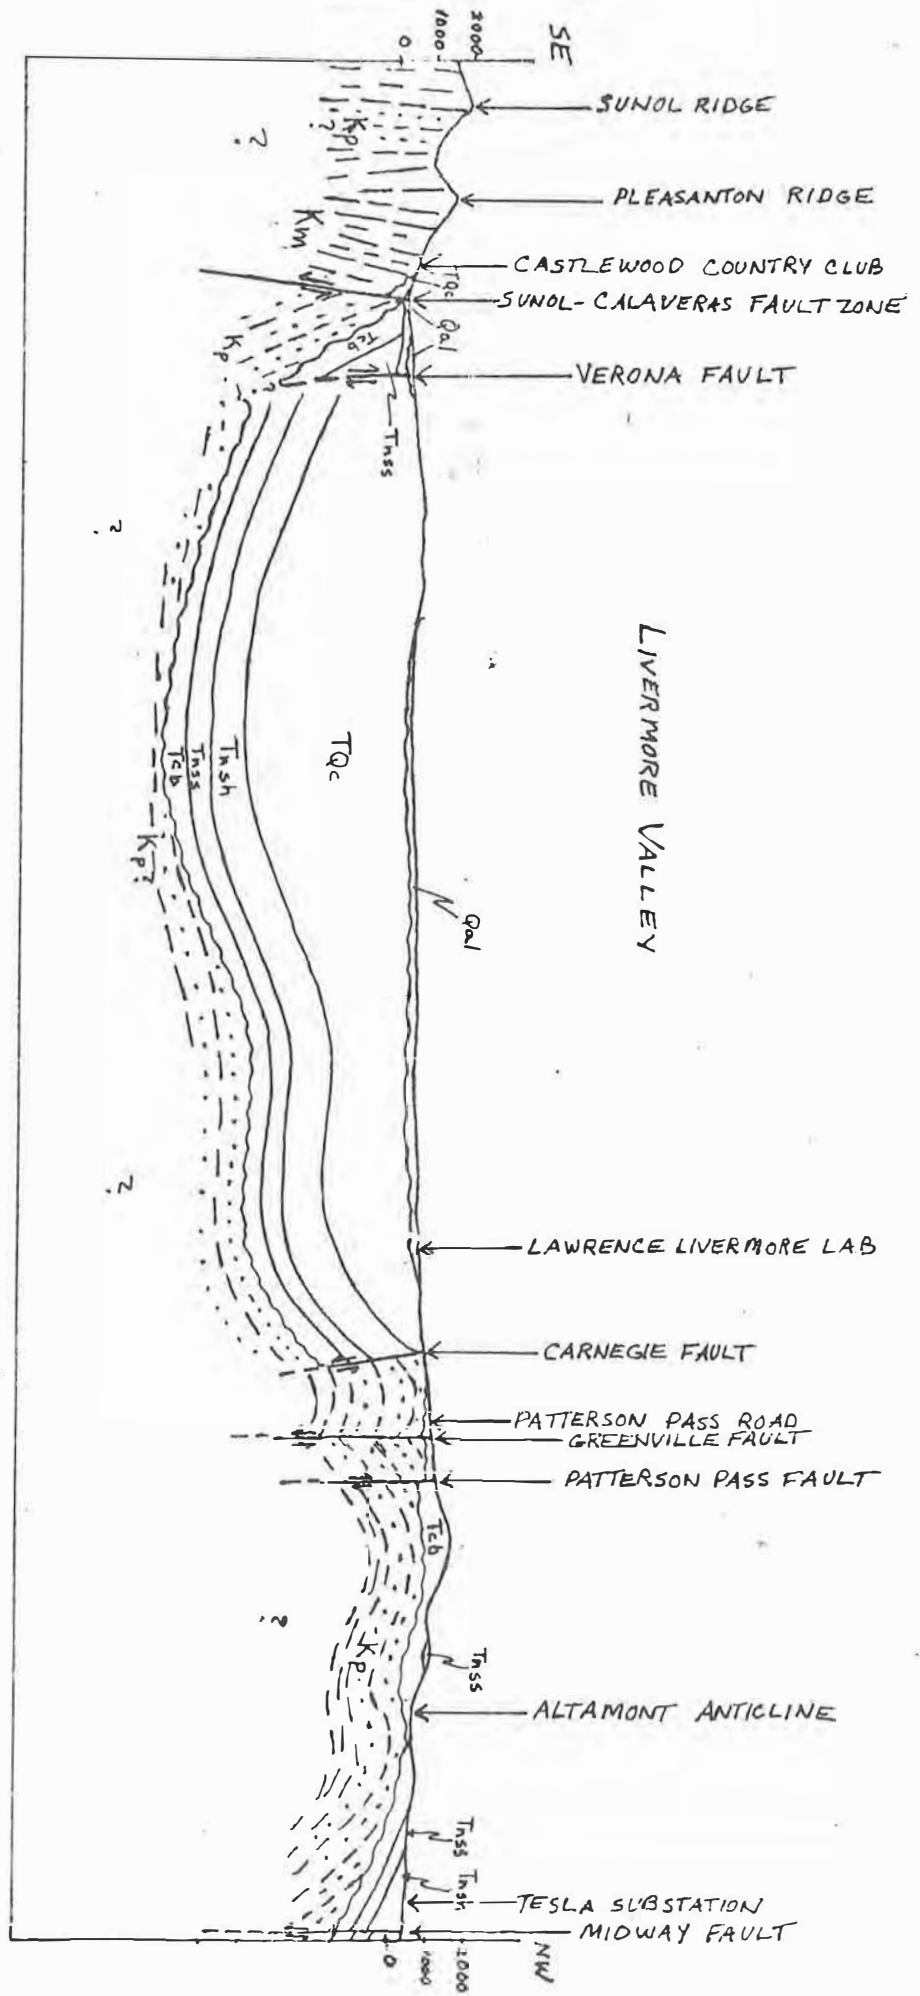 SE
2000
1000
0
SUNOL RIDGE
PLEASANTON RIDGE
CASTLEWOOD COUNTRY CLUB
SUNOL-CALAVERAS FAULT ZONE
VERONA FAULT
Kp
?
?
Km
TQc
Qal
Tcb
Kp
Tnss
?
LIVERMORE VALLEY
TQc
Tnsh
Tnss
Tcb
Kp?
Qal
?
LAWRENCE LIVERMORE LAB
CARNEGIE FAULT
PATTERSON PASS ROAD
GREENVILLE FAULT
PATTERSON PASS FAULT
Tcb
?
Kp
Tnss
ALTAMONT ANTICLINE
Tnss
Tnsh
TESLA SUBSTATION
MIDWAY FAULT
0
1000
2000
NW